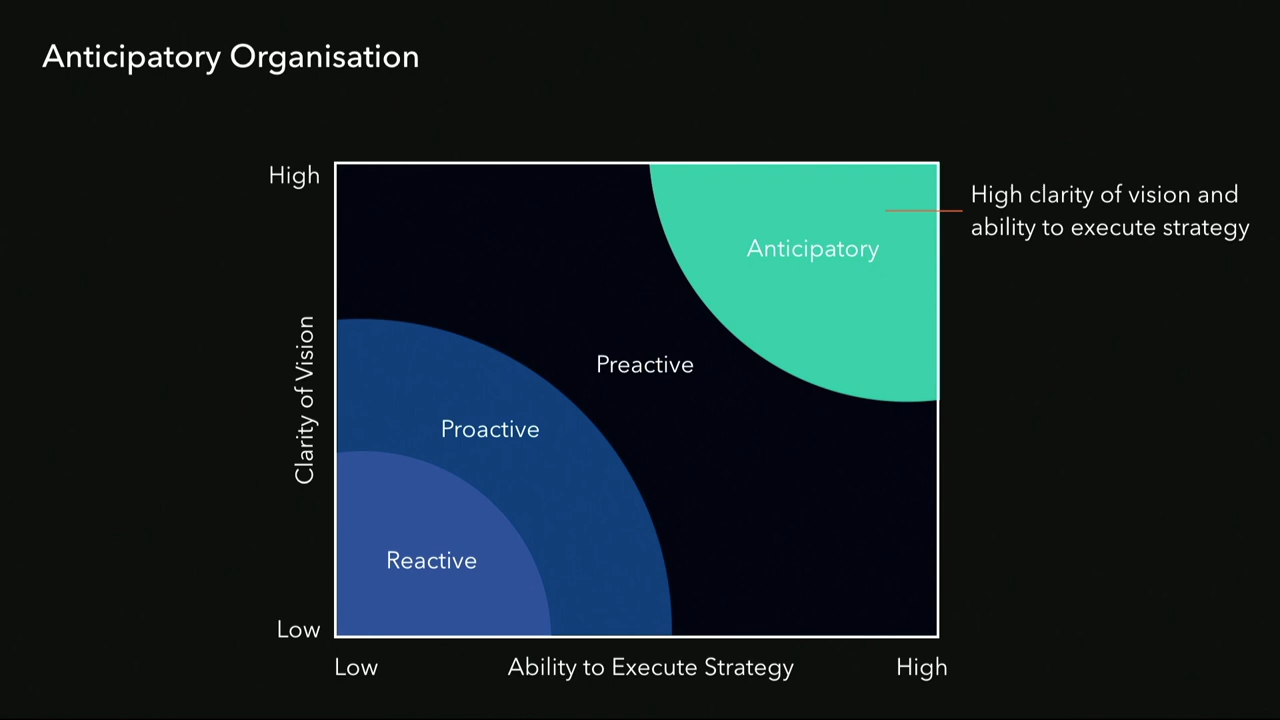 Anticipatory Organisation
High
High clarity of vision and
ability to execute strategy
Anticipatory
Clarity of Vision
Preactive
Proactive
Reactive
Low
Low
Ability to Execute Strategy
High